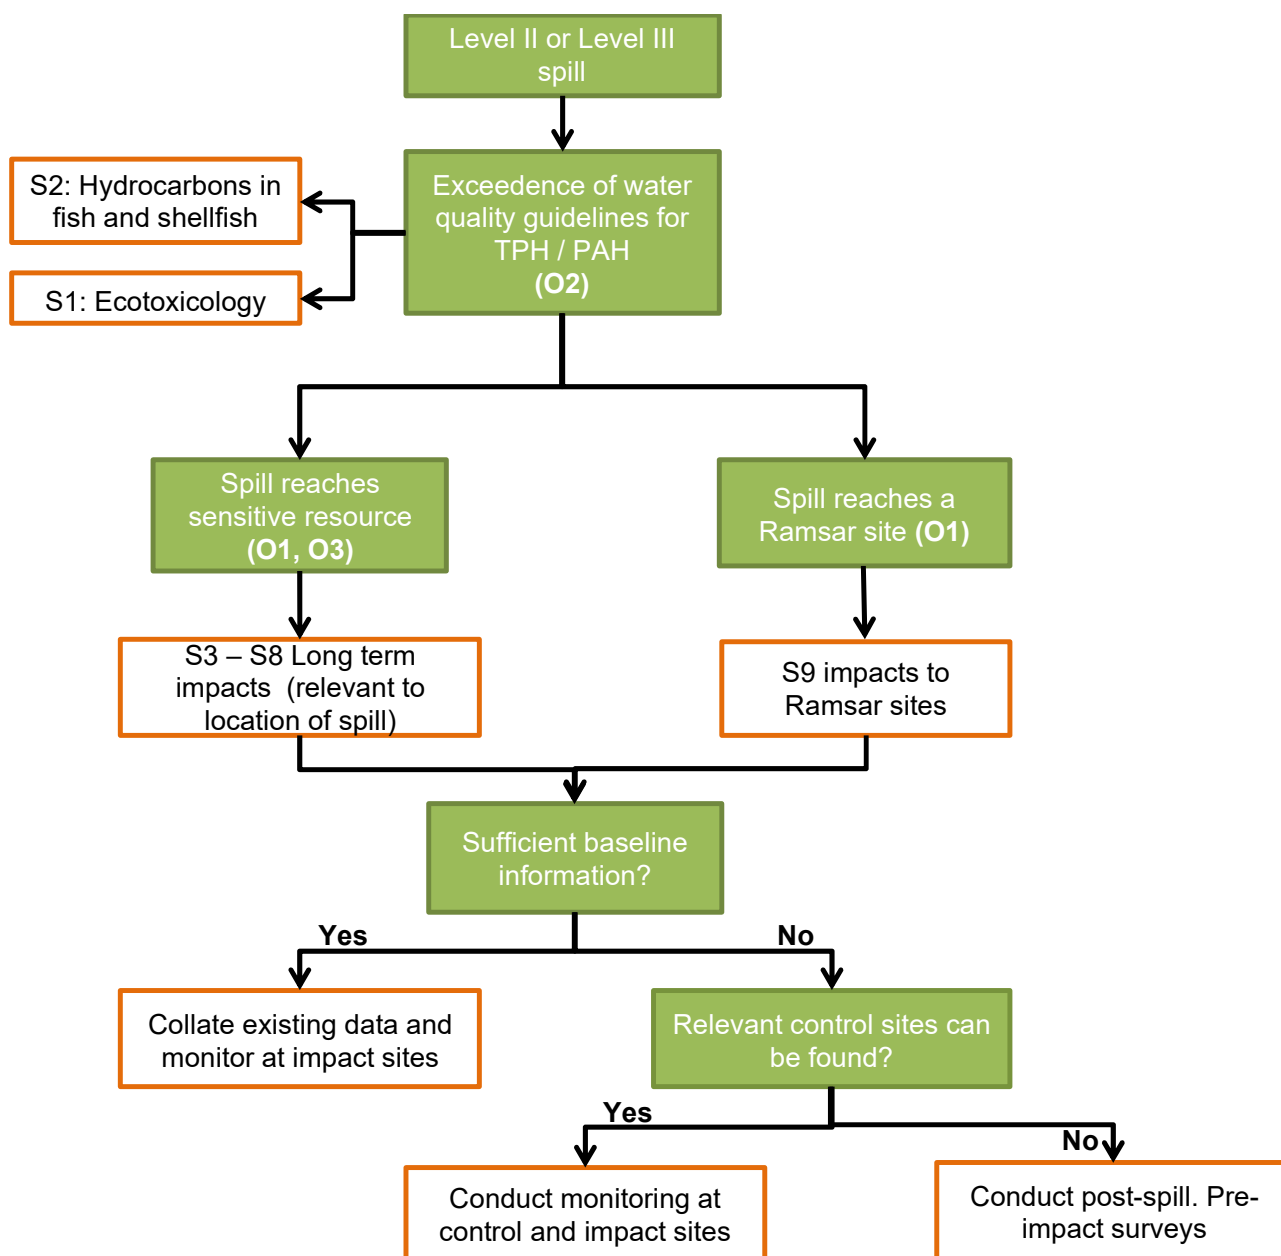 Level II or Level III
spill
S2: Hydrocarbons in
fish and shellfish
S1: Ecotoxicology
Exceedence of water
quality guidelines for
TPH / PAH
(O2)
Spill reaches
sensitive resource
(O1, O3)
Spill reaches a
Ramsar site (O1)
S3 – S8 Long term
impacts  (relevant to
location of spill)
S9 impacts to
Ramsar sites
Sufficient baseline
information?
Yes
No
Collate existing data and
monitor at impact sites
Relevant control sites can
be found?
Yes
No
Conduct monitoring at
control and impact sites
Conduct post-spill. Pre-
impact surveys